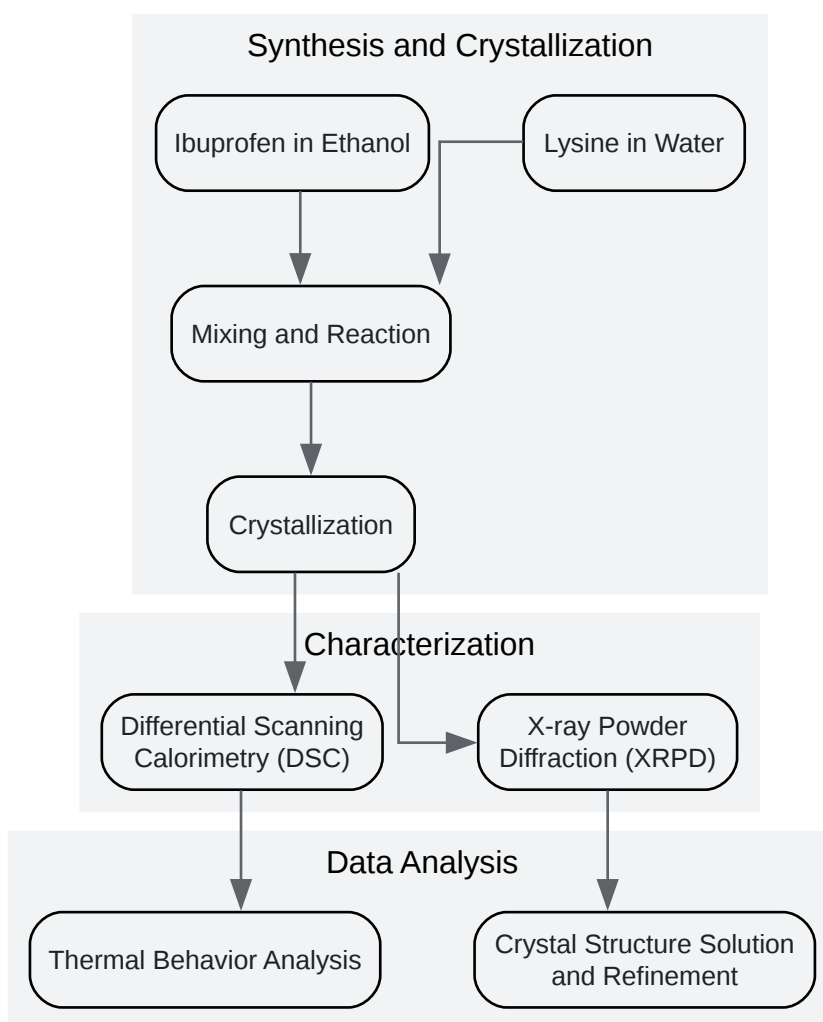 Synthesis and Crystallization
Ibuprofen in Ethanol
Lysine in Water
Mixing and Reaction
Crystallization
Characterization
Differential Scanning
Calorimetry (DSC)
X-ray Powder
Diffraction (XRPD)
Data Analysis
Thermal Behavior Analysis
Crystal Structure Solution
and Refinement